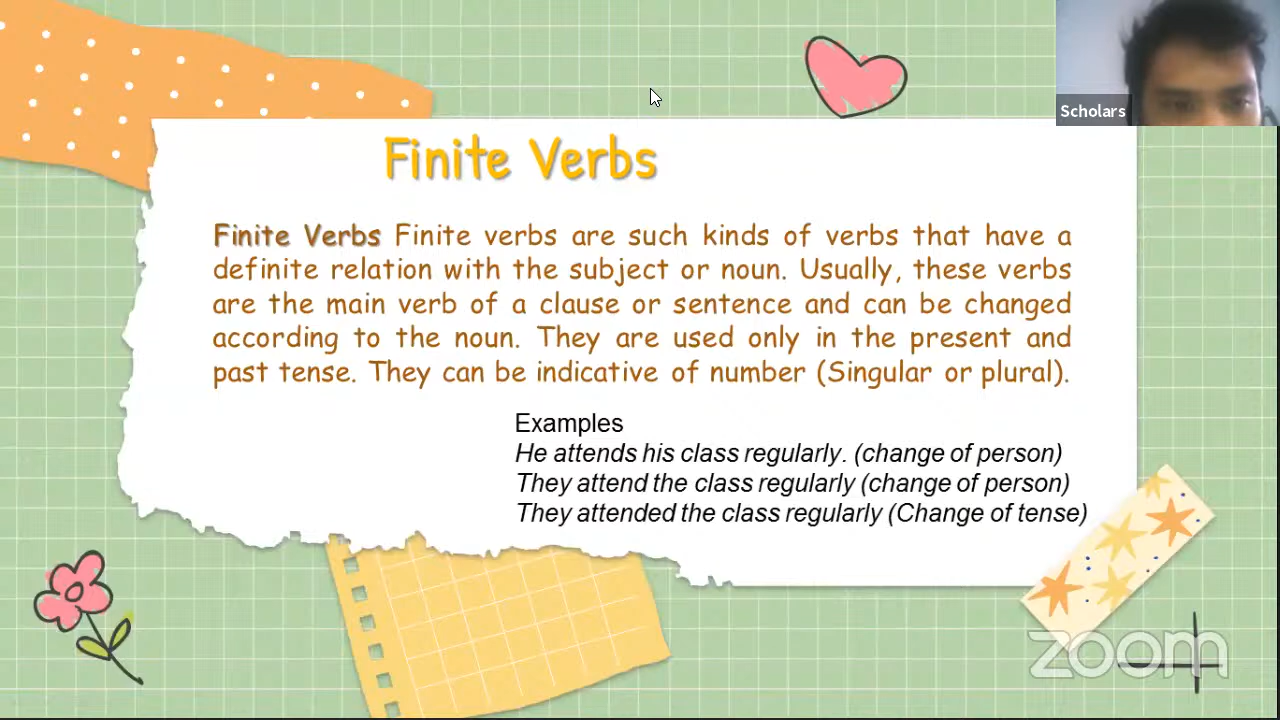 Scholars
Finite Verbs
Finite Verbs Finite verbs are such kinds of verbs that have a
definite relation with the subject or noun. Usually, these verbs
are the main verb of a clause or sentence and can be changed
according to the noun. They are used only in the present and
past tense. They can be indicative of number (Singular or plural).
Examples
He attends his class regularly. (change of person)
They attend the class regularly (change of person)
They attended the class regularly (Change of tense)
zoom